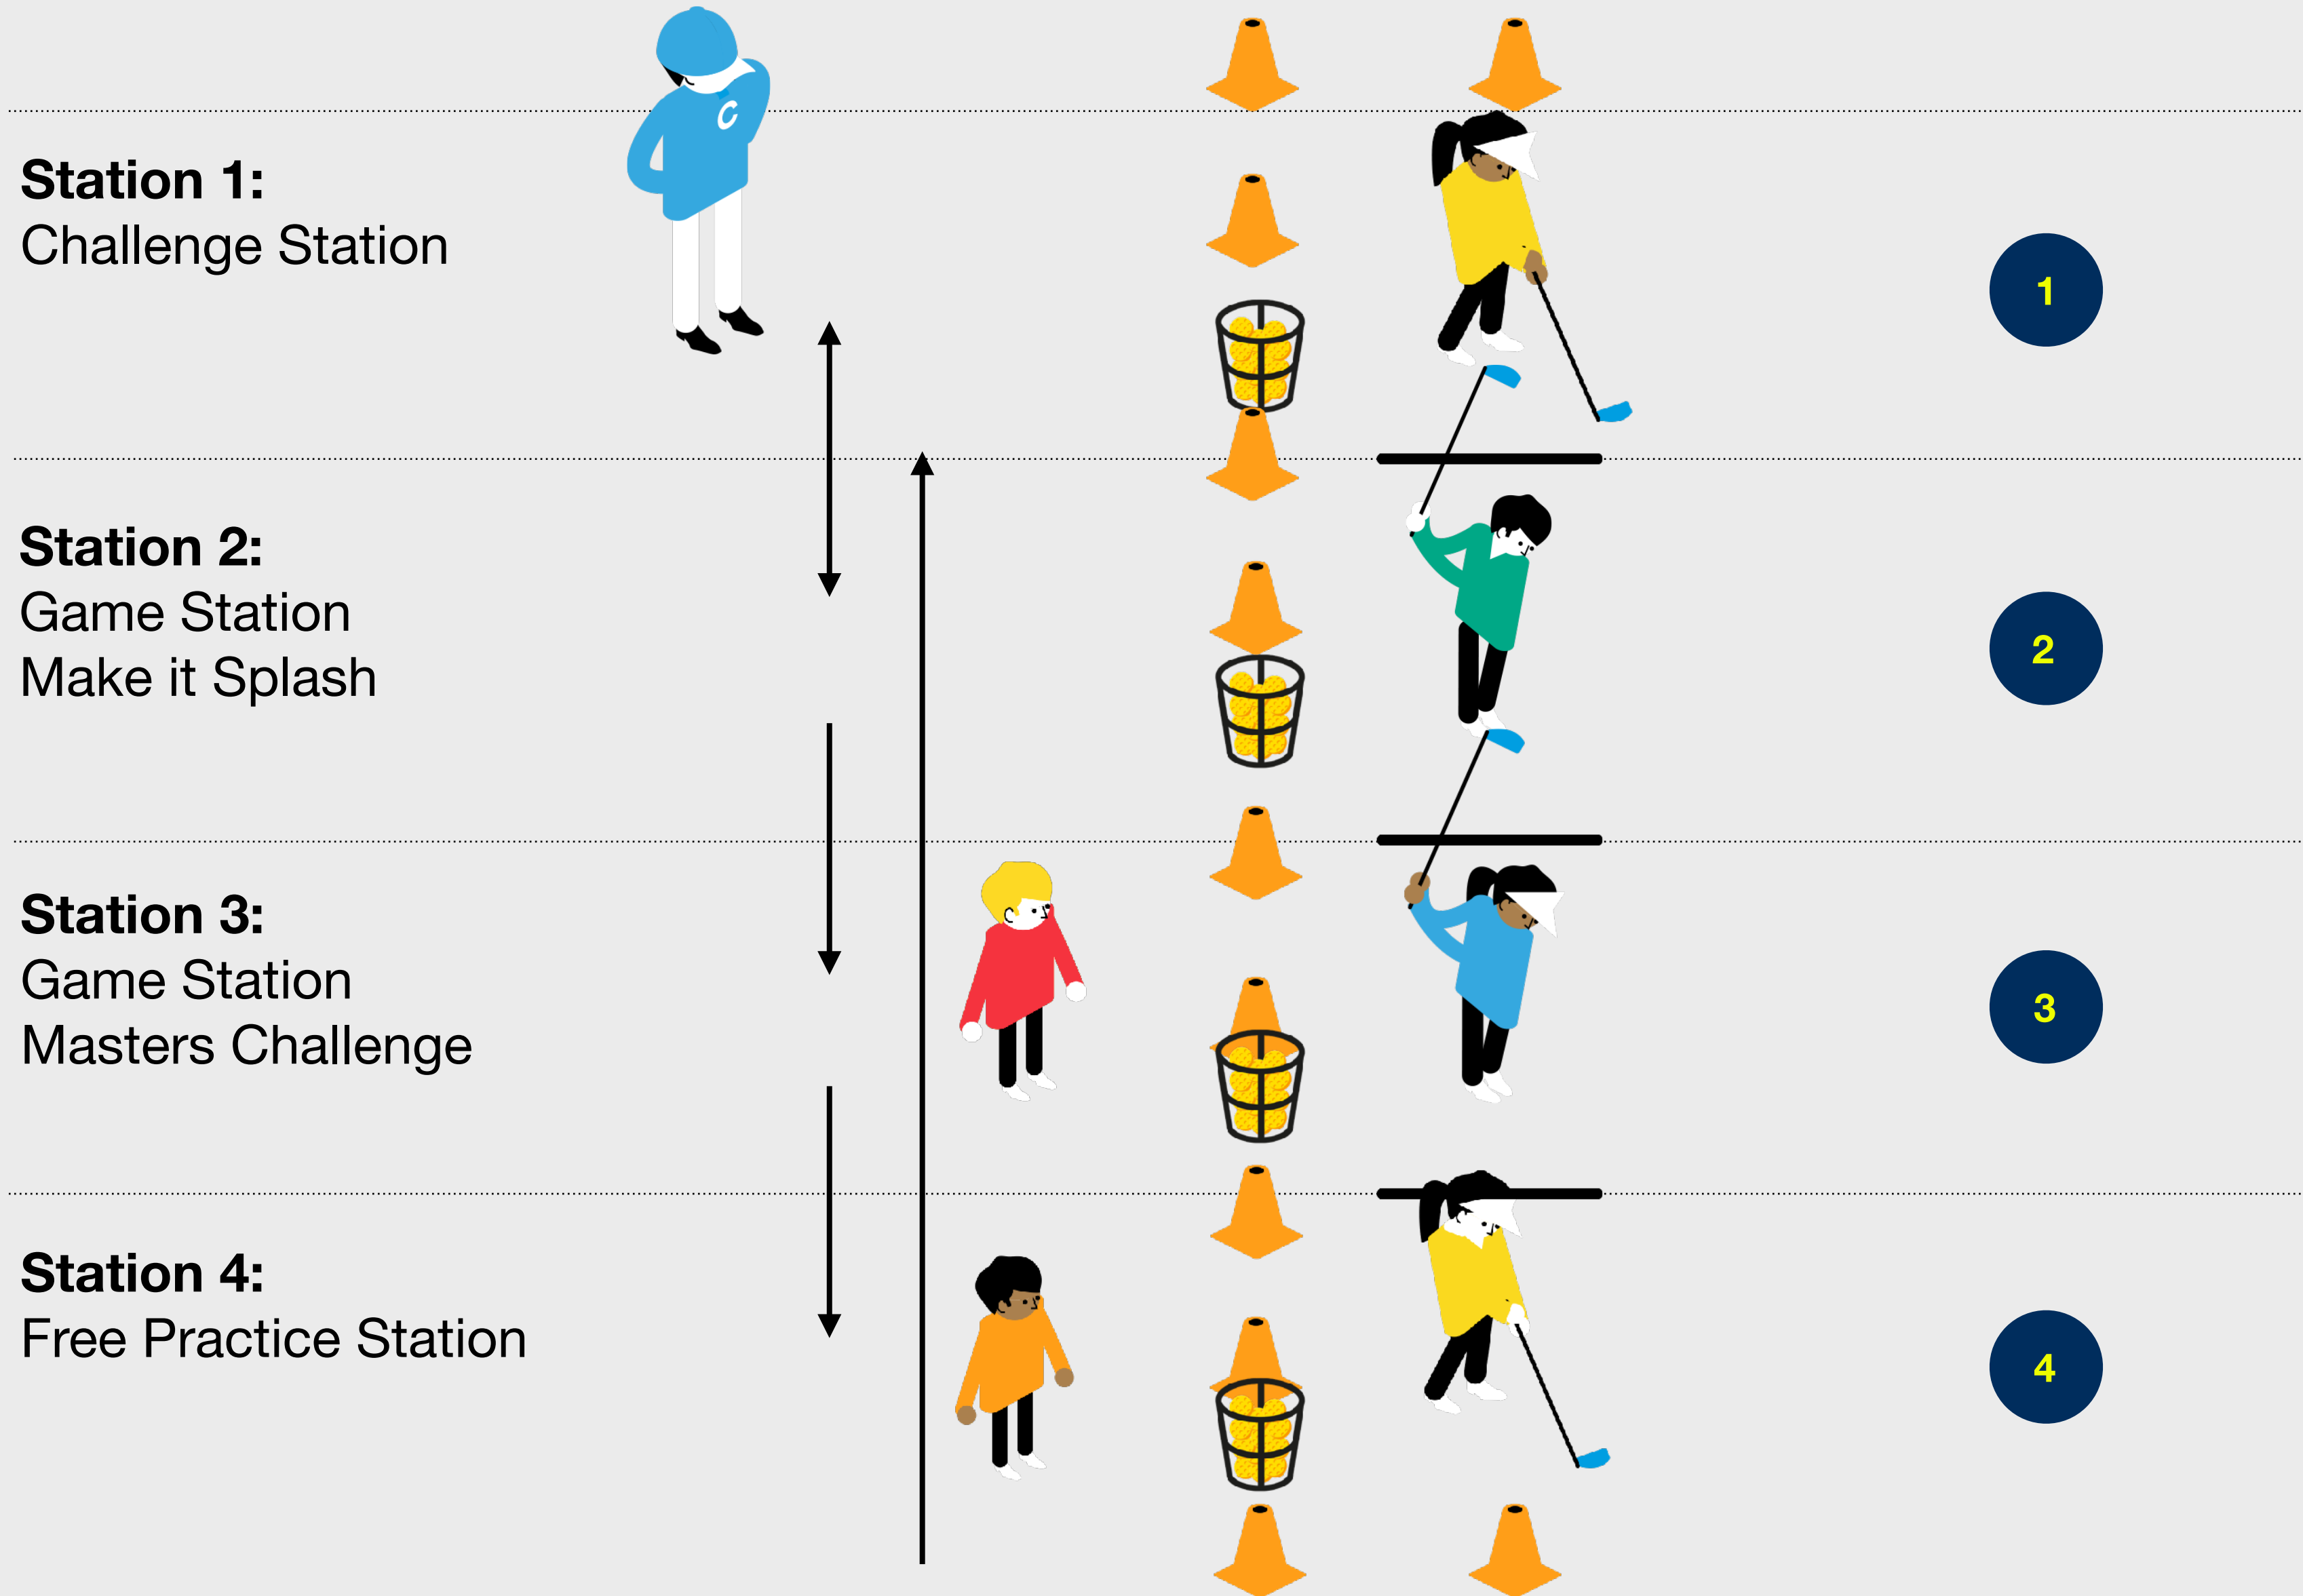 C
Station 1:
Challenge Station
1
Station 2:
Game Station
Make it Splash
2
Station 3:
Game Station
Masters Challenge
3
Station 4:
Free Practice Station
4